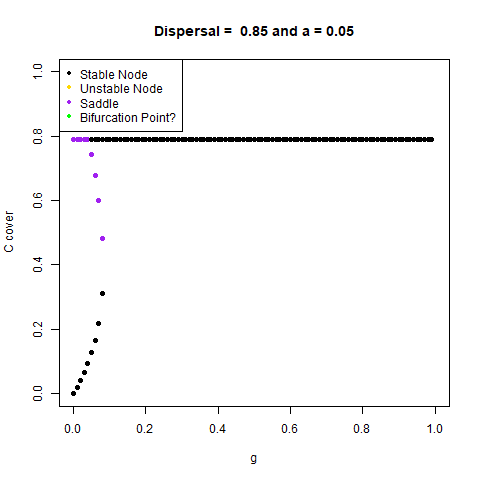 Dispersal =  0.85 and a = 0.05
Stable Node
Unstable Node
Saddle
Bifurcation Point?
C cover
1.0
0.8
0.6
0.4
0.2
0.0
0.0 0.2 0.4 0.6 0.8 1.0
g